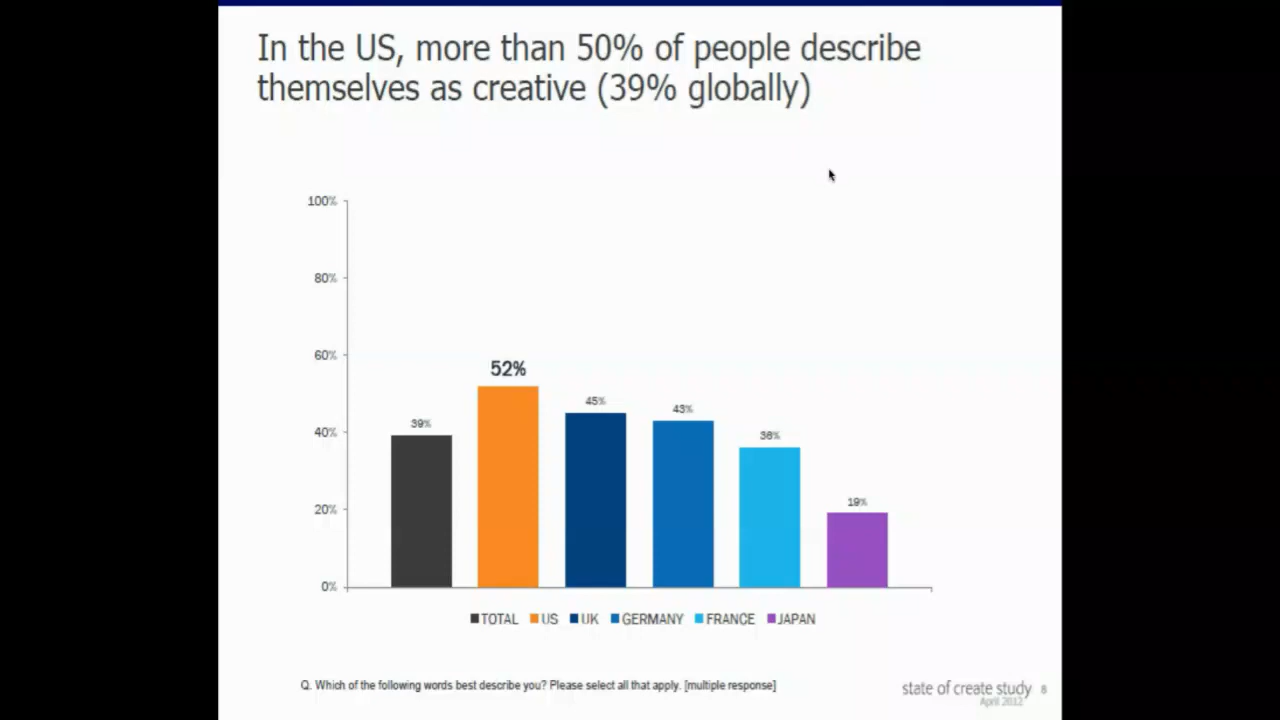 In the US, more than 50% of people describe
themselves as creative (39% globally)
100%
80%
60%
40%
20%
0%
39%
52%
45%
43%
36%
19%
TOTAL US UK GERMANY FRANCE JAPAN
Q. Which of the following words best describe you? Please select all that apply. [multiple response]
state of create study 8
April 2012